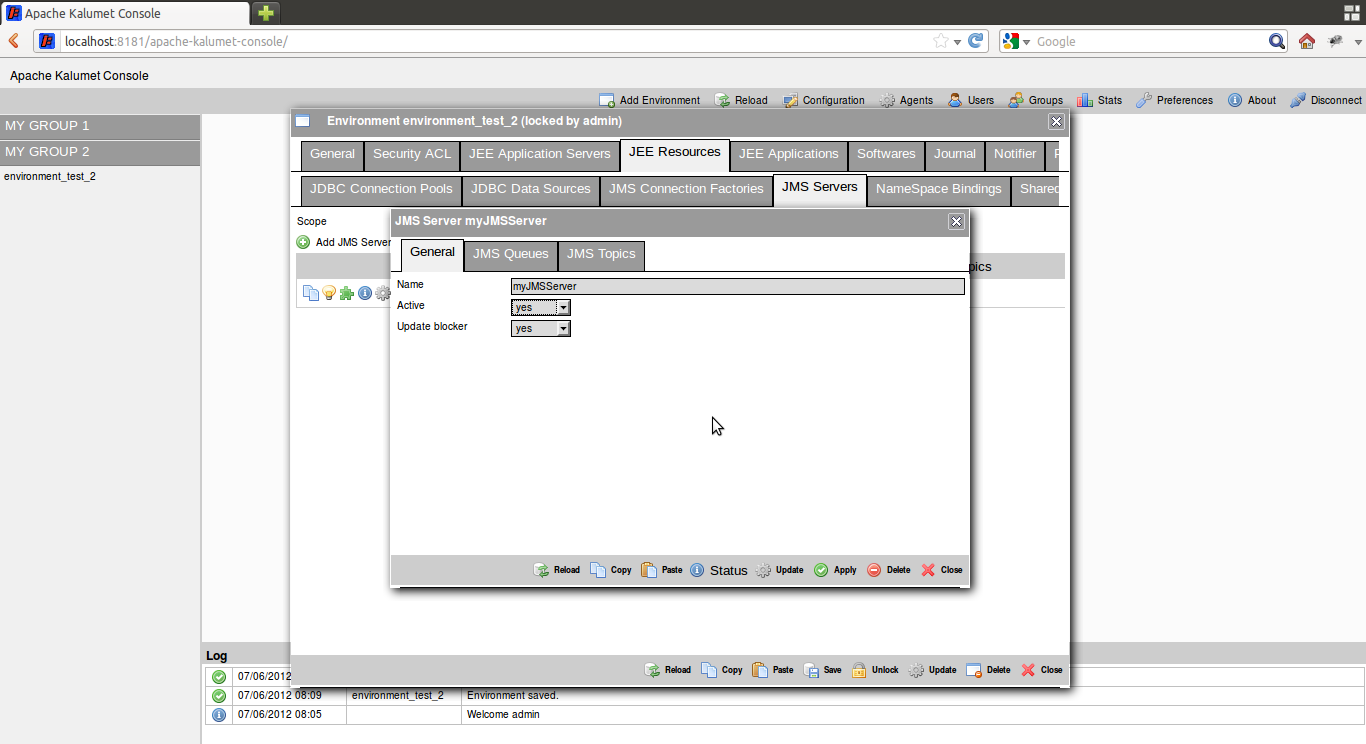 Apache Kalumet Console
localhost:8181/apache-kalumet-console/
Google
Apache Kalumet Console
Add Environment Reload Configuration Agents Users Groups Stats Preferences About Disconnect
MY GROUP 1
MY GROUP 2
environment_test_2
Environment environment_test_2 (locked by admin)
General Security ACL JEE Application Servers JEE Resources JEE Applications Softwares Journal Notifier
JDBC Connection Pools JDBC Data Sources JMS Connection Factories JMS Servers NameSpace Bindings Shared
Scope
Add JMS Server
pics
JMS Server myJMSServer
General JMS Queues JMS Topics
Name myJMSServer
Active yes
Update blocker yes
Reload Copy Paste Status Update Apply Delete Close
Reload Copy Paste Save Unlock Update Delete Close
Log
07/06/2012
07/06/2012 08:09 environment_test_2 Environment saved.
07/06/2012 08:05 Welcome admin